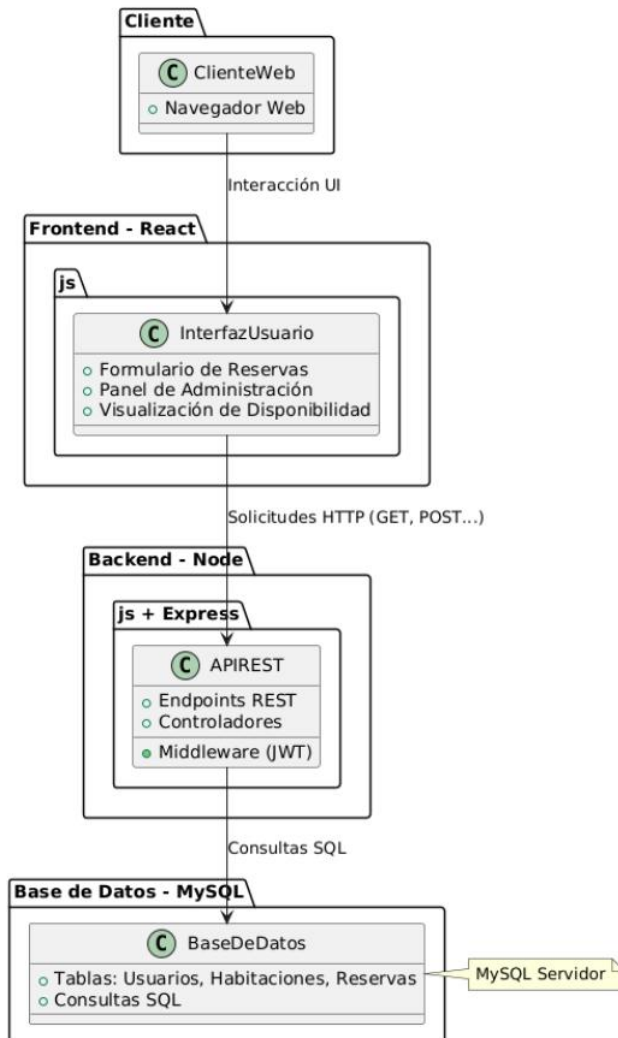 Cliente
C ClienteWeb
Navegador Web
Interacción UI
Frontend - React
js
C InterfazUsuario
Formulario de Reservas
Panel de Administración
Visualización de Disponibilidad
Solicitudes HTTP (GET, POST...)
Backend - Node
js + Express
C APIREST
Endpoints REST
Controladores
Middleware (JWT)
Consultas SQL
Base de Datos - MySQL
C BaseDeDatos
Tablas: Usuarios, Habitaciones, Reservas
Consultas SQL
MySQL Servidor